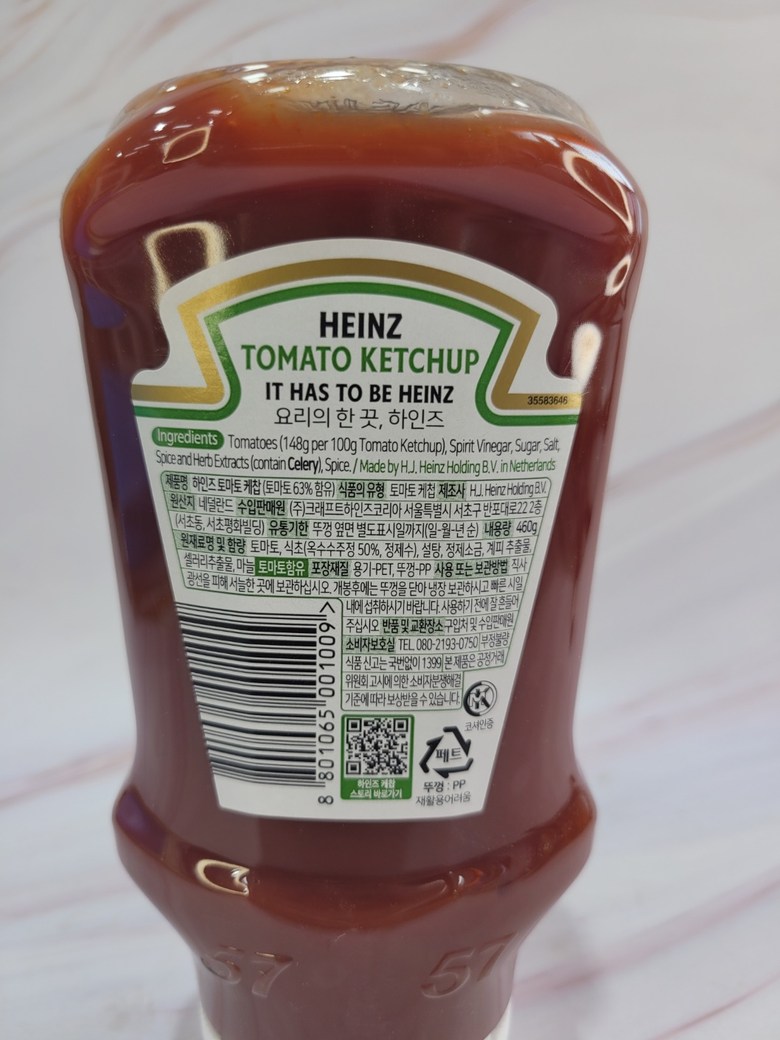 HEINZ
TOMATO KETCHUP
IT HAS TO BE HEINZ
35583646
요리의 한 끗, 하인즈
Ingredients Tomatoes (148g per 100g Tomato Ketchup), Spirit Vinegar, Sugar, Salt,
Spice and Herb Extracts (contain Celery), Spice. / Made by H.J. Heinz Holding B.V. in Netherlands
제품명 하인즈 토마토 케찹 (토마토 63% 함유) 식품의 유형 토마토 케첩 제조사 H.J. Heinz Holding B.V.
원산지 네덜란드 수입판매원 (주)크래프트하인즈코리아 서울특별시 서초구 반포대로22 2층
(서초동, 서초평화빌딩) 유통기한 뚜껑 옆면 별도표시일까지(일·월·년 순) 내용량 460g
원재료명 및 함량 토마토, 식초(옥수수주정 50%, 정제수), 설탕, 정제소금, 계피 추출물,
셀러리추출물, 마늘 토마토함유 포장재질 용기-PET, 뚜껑-PP 사용 또는 보관방법 직사
광선을 피해 서늘한 곳에 보관하십시오. 개봉후에는 뚜껑을 닫아 냉장 보관하시고 빠른 시일
내에 섭취하시기 바랍니다. 사용하기 전에 잘 흔들어
주십시오 반품 및 교환장소 구입처 및 수입판매원
소비자보호실 TEL. 080-2193-0750 부정불량
식품 신고는 국번없이 1399 본 제품은 공정거래
위원회 고시에 의한 소비자분쟁해결
기준에 따라 보상받을 수 있습니다.
K
코셔인증
8 801065 001009 >
하인즈 케찹
스토리 바로가기
페트
뚜껑 : PP
재활용어려움
57 57